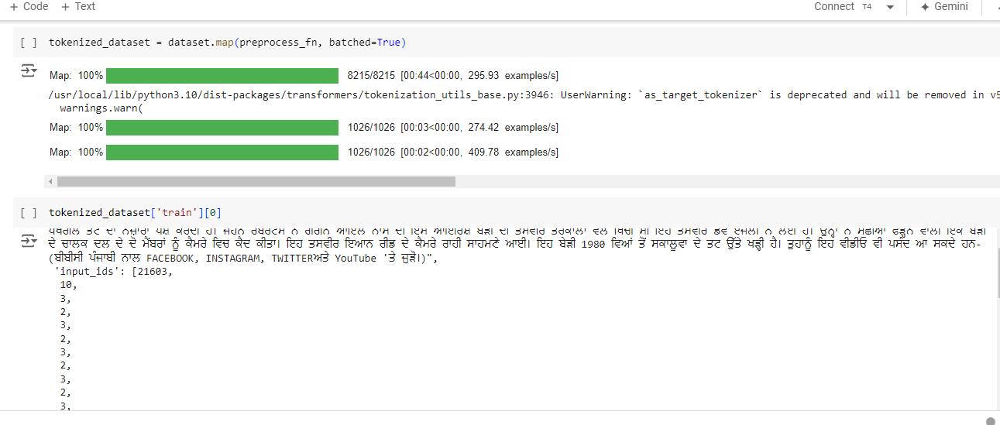 + Code + Text Connect T4 Gemini
[ ] tokenized_dataset = dataset.map(preprocess_fn, batched=True)
Map: 100% 8215/8215 [00:44<00:00, 295.93 examples/s]
/usr/local/lib/python3.10/dist-packages/transformers/tokenization_utils_base.py:3946: UserWarning: `as_target_tokenizer` is deprecated and will be removed in v5
warnings.warn(
Map: 100% 1026/1026 [00:03<00:00, 274.42 examples/s]
Map: 100% 1026/1026 [00:02<00:00, 409.78 examples/s]
[ ] tokenized_dataset['train'][0]
ਦੇ ਚਾਲਕ ਦਲ ਦੇ ਦੋ ਮੈਂਬਰਾਂ ਨੂੰ ਕੈਮਰੇ ਵਿਚ ਕੈਦ ਕੀਤਾ। ਇਹ ਤਸਵੀਰ ਇਆਨ ਰੀਡ ਦੇ ਕੈਮਰੇ ਰਾਹੀ ਸਾਹਮਣੇ ਆਈ। ਇਹ ਬੇੜੀ 1980 ਵਿਆਂ ਤੋਂ ਸਕਾਲੂਵਾ ਦੇ ਤਟ ਉੱਤੇ ਖੜ੍ਹੀ ਹੈ। ਤੁਹਾਨੂੰ ਇਹ ਵੀਡੀਓ ਵੀ ਪਸੰਦ ਆ ਸਕਦੇ ਹਨ-
(ਬੀਬੀਸੀ ਪੰਜਾਬੀ ਨਾਲ FACEBOOK, INSTAGRAM, TWITTERਅਤੇ YouTube 'ਤੇ ਜੁੜੋ।)",
'input_ids': [21603,
10,
3,
2,
3,
2,
3,
2,
3,
2,
3,